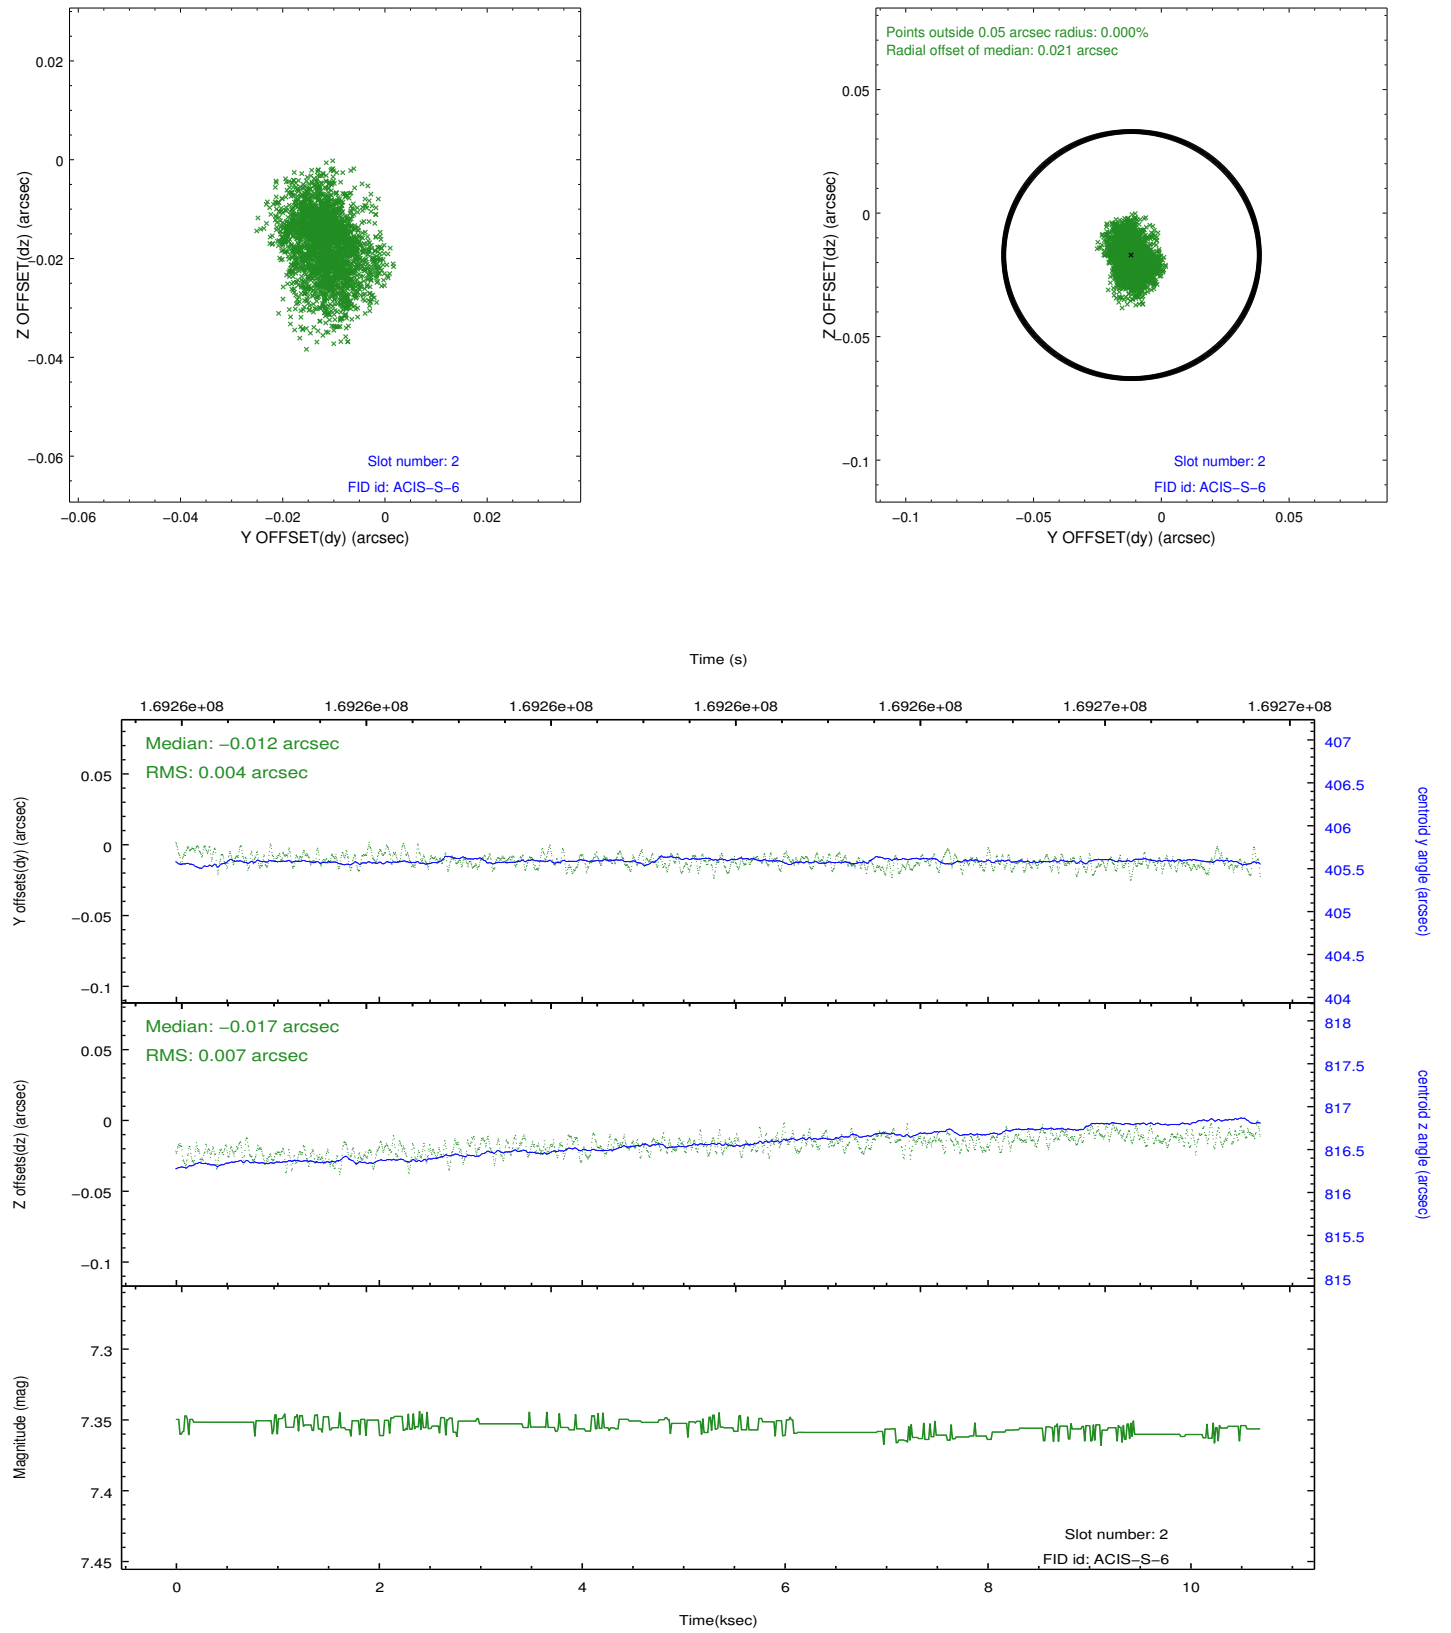 0.02
0
−0.02
−0.04
−0.06
Z OFFSET(dz) (arcsec)
Slot number: 2
FID id: ACIS−S−6
−0.06
−0.04
−0.02
0
0.02
Y OFFSET(dy) (arcsec)
Points outside 0.05 arcsec radius: 0.000%
Radial offset of median: 0.021 arcsec
0.05
0
−0.05
−0.1
Z OFFSET(dz) (arcsec)
Slot number: 2
FID id: ACIS−S−6
−0.1
−0.05
0
0.05
Y OFFSET(dy) (arcsec)
Time (s)
1.6926e+08
1.6926e+08
1.6926e+08
1.6926e+08
1.6926e+08
1.6927e+08
1.6927e+08
Median: −0.012 arcsec
RMS: 0.004 arcsec
0.05
0
−0.05
−0.1
Y offsets(dy) (arcsec)
407
406.5
406
405.5
405
404.5
404
centroid y angle (arcsec)
Median: −0.017 arcsec
RMS: 0.007 arcsec
0.05
0
−0.05
−0.1
Z offsets(dz) (arcsec)
818
817.5
817
816.5
816
815.5
815
centroid z angle (arcsec)
7.3
7.35
7.4
7.45
Magnitude (mag)
Slot number: 2
FID id: ACIS−S−6
0
2
4
6
8
10
Time(ksec)